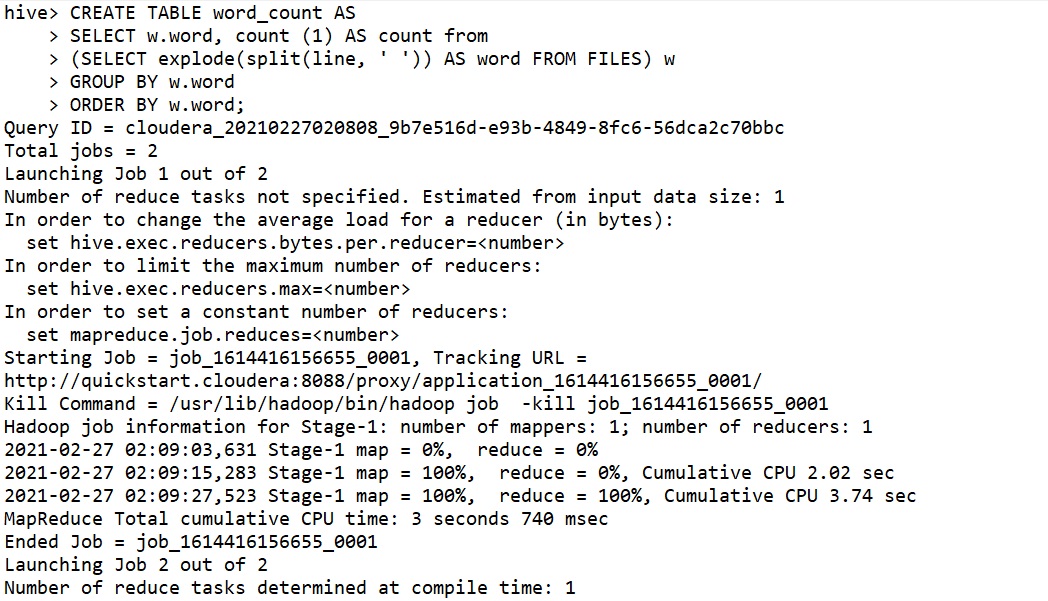 hive> CREATE TABLE word_count AS
    > SELECT w.word, count (1) AS count from
    > (SELECT explode(split(line, ' ')) AS word FROM FILES) w
    > GROUP BY w.word
    > ORDER BY w.word;
Query ID = cloudera_20210227020808_9b7e516d-e93b-4849-8fc6-56dca2c70bbc
Total jobs = 2
Launching Job 1 out of 2
Number of reduce tasks not specified. Estimated from input data size: 1
In order to change the average load for a reducer (in bytes):
  set hive.exec.reducers.bytes.per.reducer=<number>
In order to limit the maximum number of reducers:
  set hive.exec.reducers.max=<number>
In order to set a constant number of reducers:
  set mapreduce.job.reduces=<number>
Starting Job = job_1614416156655_0001, Tracking URL =
http://quickstart.cloudera:8088/proxy/application_1614416156655_0001/
Kill Command = /usr/lib/hadoop/bin/hadoop job  -kill job_1614416156655_0001
Hadoop job information for Stage-1: number of mappers: 1; number of reducers: 1
2021-02-27 02:09:03,631 Stage-1 map = 0%,  reduce = 0%
2021-02-27 02:09:15,283 Stage-1 map = 100%,  reduce = 0%, Cumulative CPU 2.02 sec
2021-02-27 02:09:27,523 Stage-1 map = 100%,  reduce = 100%, Cumulative CPU 3.74 sec
MapReduce Total cumulative CPU time: 3 seconds 740 msec
Ended Job = job_1614416156655_0001
Launching Job 2 out of 2
Number of reduce tasks determined at compile time: 1